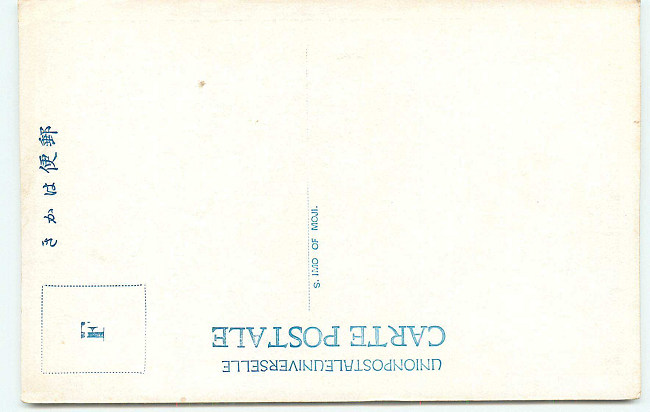 UNIONPOSTALEUNIVERSELLE
CARTE POSTALE
郵便はかき
S. IMO OF MOJI.